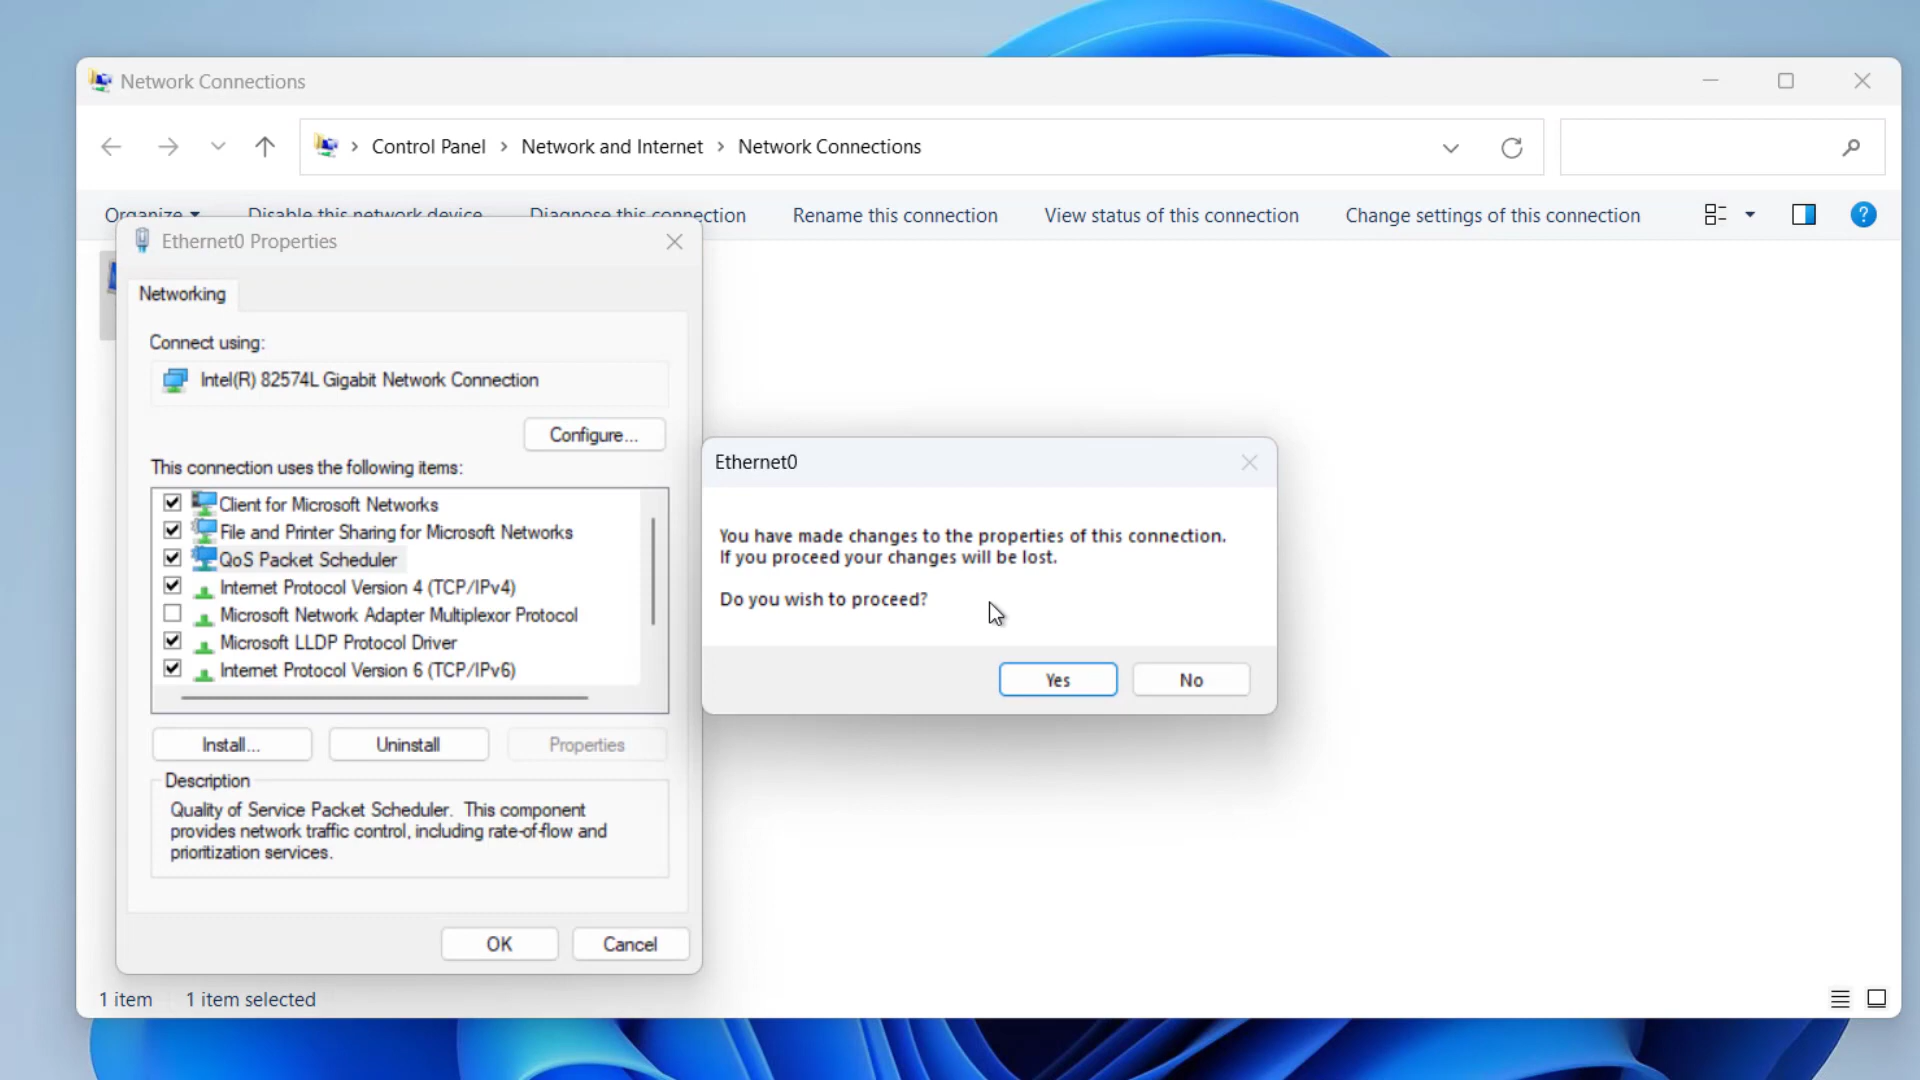 Network Connections
Control Panel > Network and Internet > Network Connections
Organize Disable this network device Diagnose this connection Rename this connection View status of this connection Change settings of this connection ?
Ethernet0 Properties
Networking
Connect using:
Intel(R) 82574L Gigabit Network Connection
Configure...
This connection uses the following items:
Client for Microsoft Networks
File and Printer Sharing for Microsoft Networks
QoS Packet Scheduler
Internet Protocol Version 4 (TCP/IPv4)
Microsoft Network Adapter Multiplexor Protocol
Microsoft LLDP Protocol Driver
Internet Protocol Version 6 (TCP/IPv6)
Install... Uninstall Properties
Description
Quality of Service Packet Scheduler. This component
provides network traffic control, including rate-of-flow and
prioritization services.
OK Cancel
Ethernet0
You have made changes to the properties of this connection.
If you proceed your changes will be lost.
Do you wish to proceed?
Yes No
1 item 1 item selected